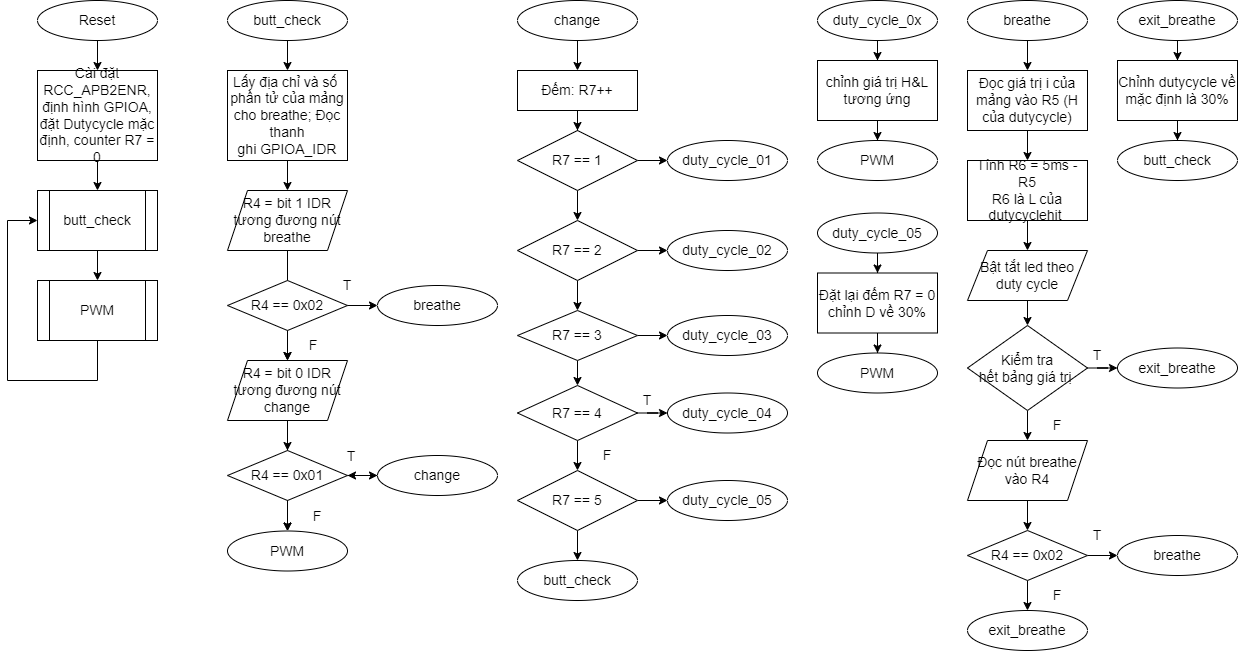 Reset
Cài đặt
RCC_APB2ENR,
định hình GPIOA,
đặt Dutycycle mặc
định, counter R7 =
0
butt_check
PWM
butt_check
Lấy địa chỉ và số
phần tử của mảng
cho breathe; Đọc
thanh
ghi GPIOA_IDR
R4 = bit 1 IDR
tương đương nút
breathe
R4 == 0x02
T
breathe
F
R4 = bit 0 IDR
tương đương nút
change
R4 == 0x01
T
change
F
PWM
change
Đếm: R7++
R7 == 1
duty_cycle_01
R7 == 2
duty_cycle_02
R7 == 3
duty_cycle_03
R7 == 4
T
duty_cycle_04
F
R7 == 5
duty_cycle_05
butt_check
duty_cycle_0x
chỉnh giá trị H&L
tương ứng
PWM
duty_cycle_05
Đặt lại đếm R7 = 0
chỉnh D về 30%
PWM
breathe
Đọc giá trị i của
mảng vào R5 (H
của dutycycle)
Tính R6 = 5ms -
R5
R6 là L của
dutycyclehit
Bật tắt led theo
duty cycle
Kiểm tra
hết bảng giá trị
T
exit_breathe
F
Đọc nút breathe
vào R4
R4 == 0x02
T
breathe
F
exit_breathe
exit_breathe
Chỉnh dutycycle về
mặc định là 30%
butt_check